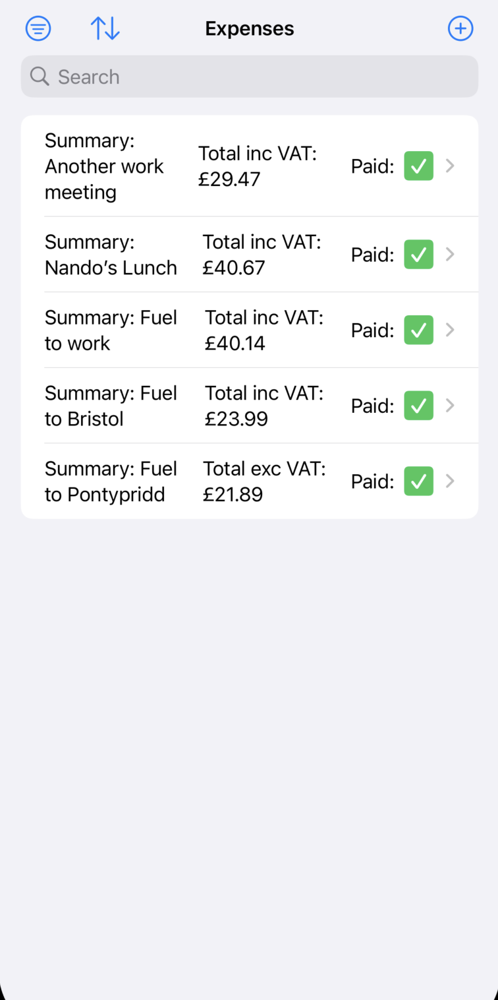 Expenses
Search
Summary:
Another work
meeting
Total inc VAT:
£29.47
Paid: ✅
Summary:
Nando’s Lunch
Total inc VAT:
£40.67
Paid: ✅
Summary: Fuel
to work
Total inc VAT:
£40.14
Paid: ✅
Summary: Fuel
to Bristol
Total inc VAT:
£23.99
Paid: ✅
Summary: Fuel
to Pontypridd
Total exc VAT:
£21.89
Paid: ✅